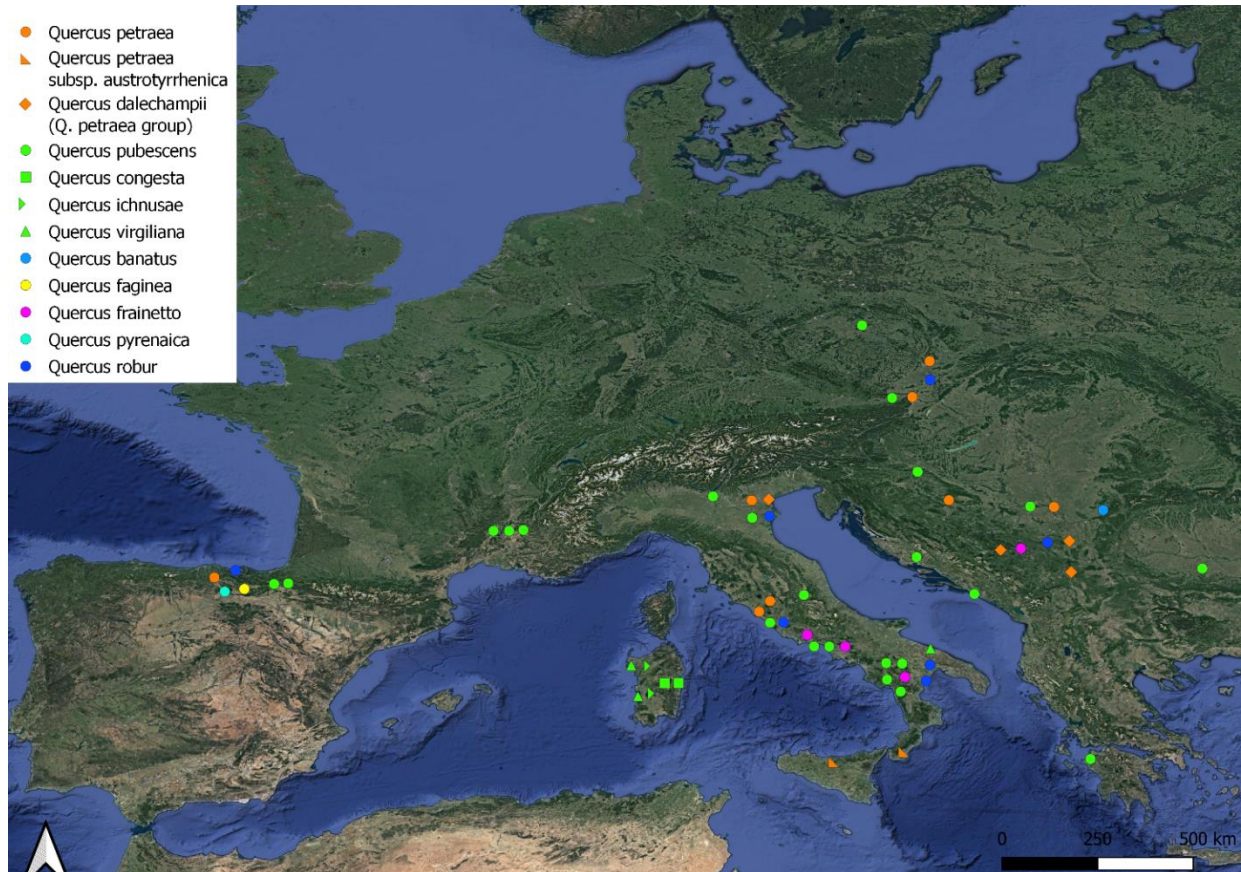 Quercus petraea
Quercus petraea
subsp. austrotyrrhenica
Quercus dalechampii
(Q. petraea group)
Quercus pubescens
Quercus congesta
Quercus ichnusae
Quercus virgiliana
Quercus banatus
Quercus faginea
Quercus frainetto
Quercus pyrenaica
Quercus robur
0 250 500 km